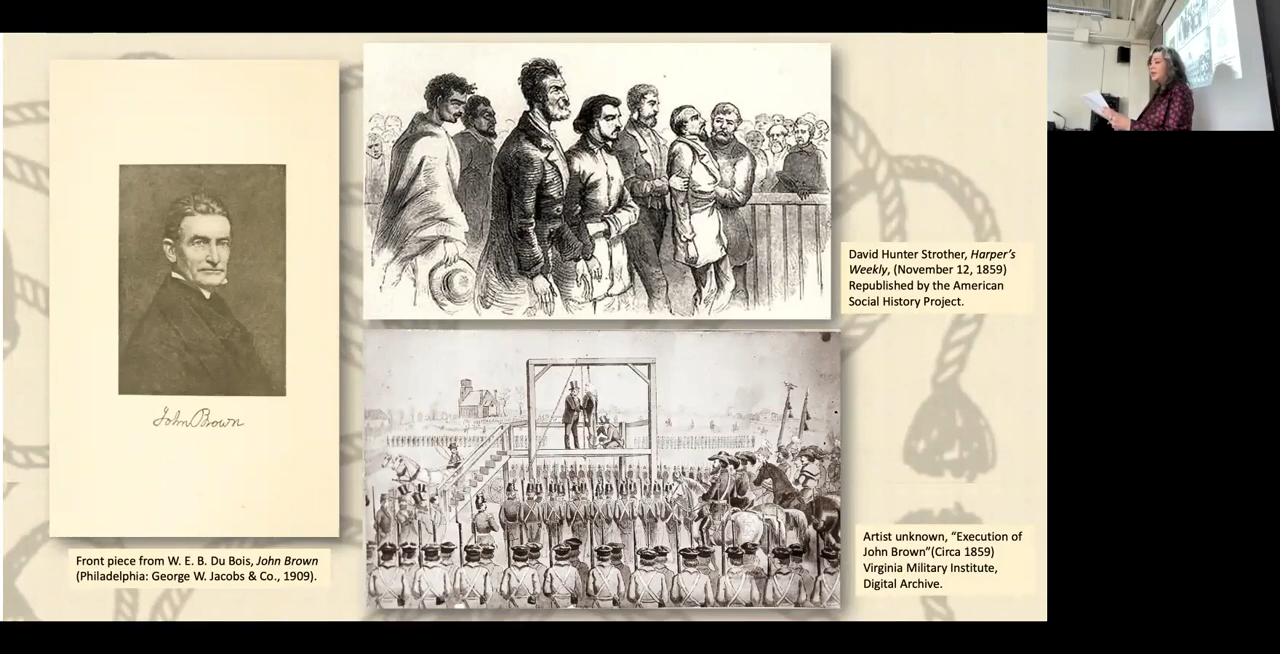 John Brown
Front piece from W. E. B. Du Bois, John Brown
(Philadelphia: George W. Jacobs & Co., 1909).
David Hunter Strother, Harper's
Weekly, (November 12, 1859)
Republished by the American
Social History Project.
Artist unknown, “Execution of
John Brown”(Circa 1859)
Virginia Military Institute,
Digital Archive.